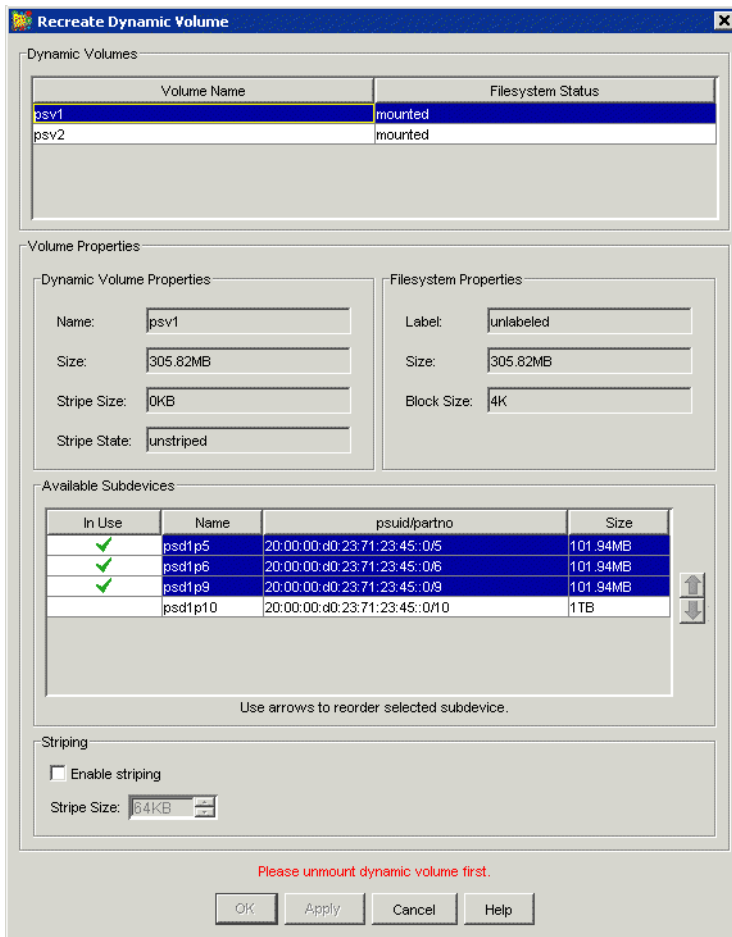 Recreate Dynamic Volume
Dynamic Volumes
Volume Name Filesystem Status
psv1 mounted
psv2 mounted
Volume Properties
Dynamic Volume Properties
Name: psv1
Size: 305.82MB
Stripe Size: 0KB
Stripe State: unstriped
Filesystem Properties
Label: unlabeled
Size: 305.82MB
Block Size: 4K
Available Subdevices
In Use Name psuid/partno Size
psd1p5 20:00:00:d0:23:71:23:45::0/5 101.94MB
psd1p6 20:00:00:d0:23:71:23:45::0/6 101.94MB
psd1p9 20:00:00:d0:23:71:23:45::0/9 101.94MB
psd1p10 20:00:00:d0:23:71:23:45::0/10 1TB
Use arrows to reorder selected subdevice.
Striping
Enable striping
Stripe Size: 64KB
Please unmount dynamic volume first.
OK Apply Cancel Help